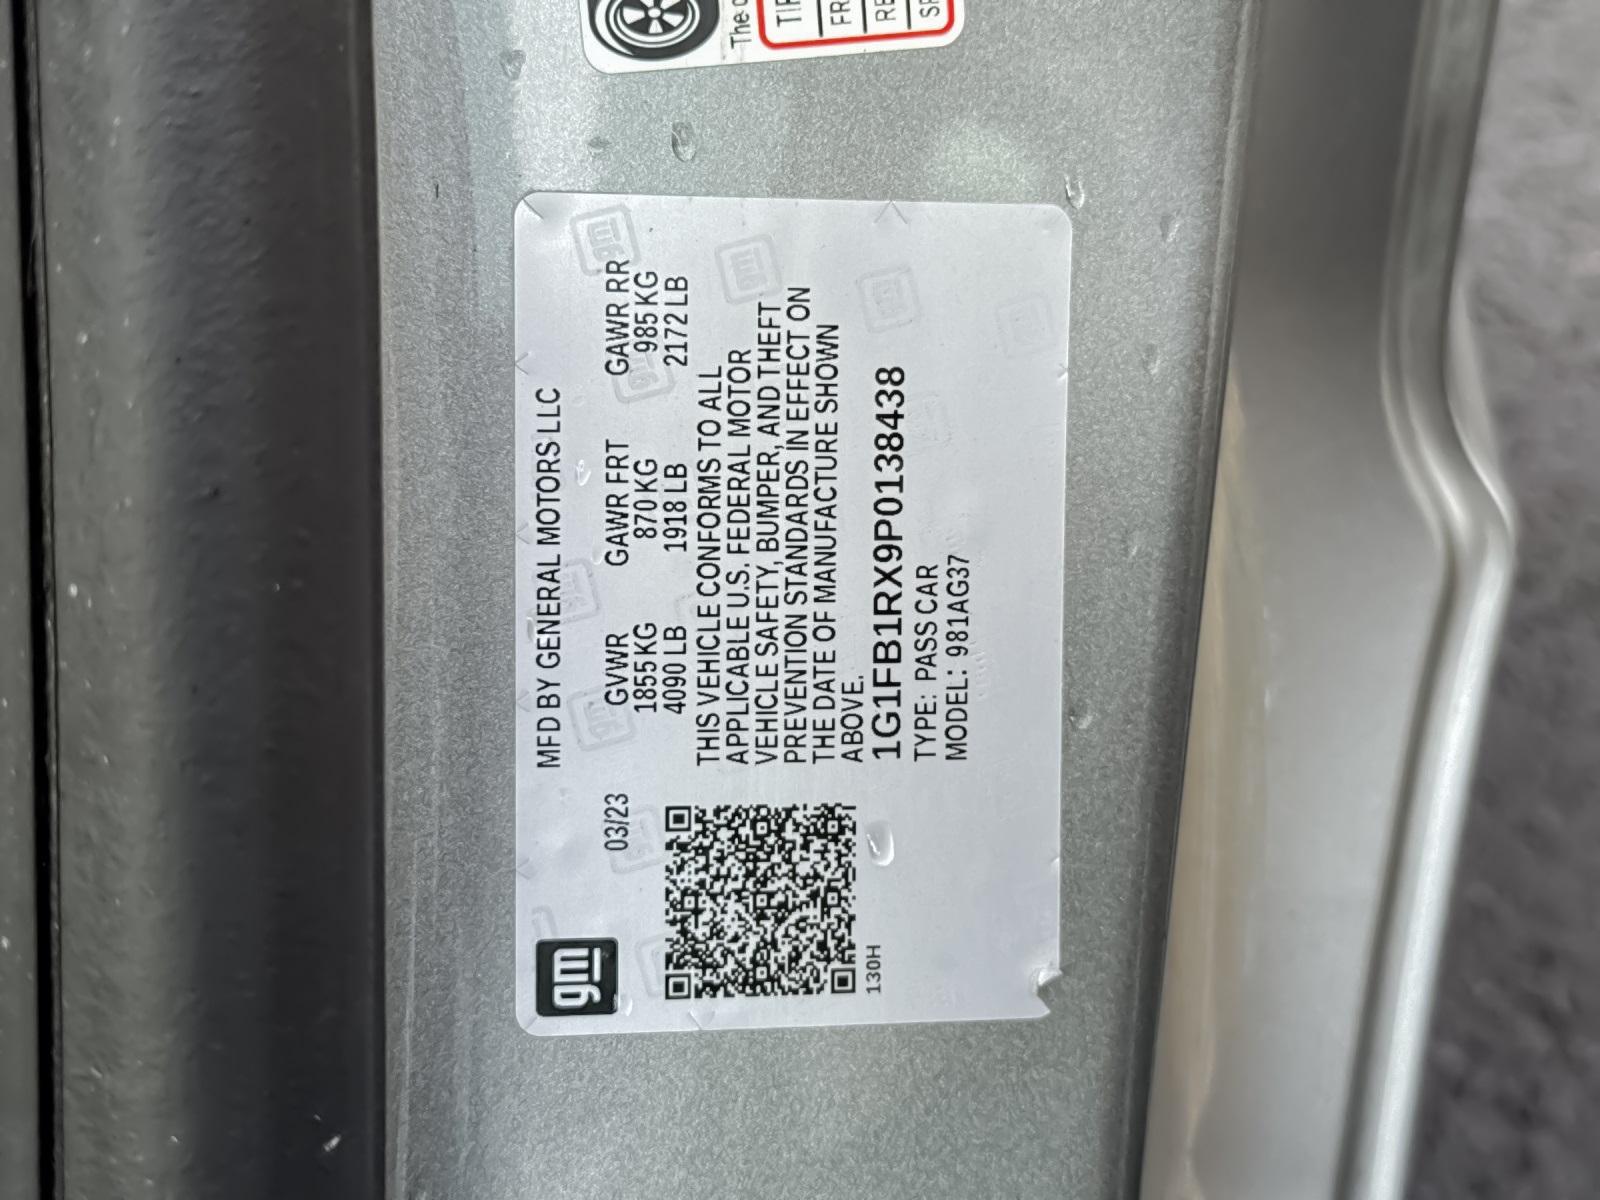 gm
MFD BY GENERAL MOTORS LLC
03/23
GVWR GAWR FRT GAWR RR
1855 KG 870 KG 985 KG
4090 LB 1918 LB 2172 LB
THIS VEHICLE CONFORMS TO ALL
APPLICABLE U.S. FEDERAL MOTOR
VEHICLE SAFETY, BUMPER, AND THEFT
PREVENTION STANDARDS IN EFFECT ON
THE DATE OF MANUFACTURE SHOWN
ABOVE.
1G1FB1RX9P0138438
TYPE: PASS CAR
MODEL: 981AG37
130H
The